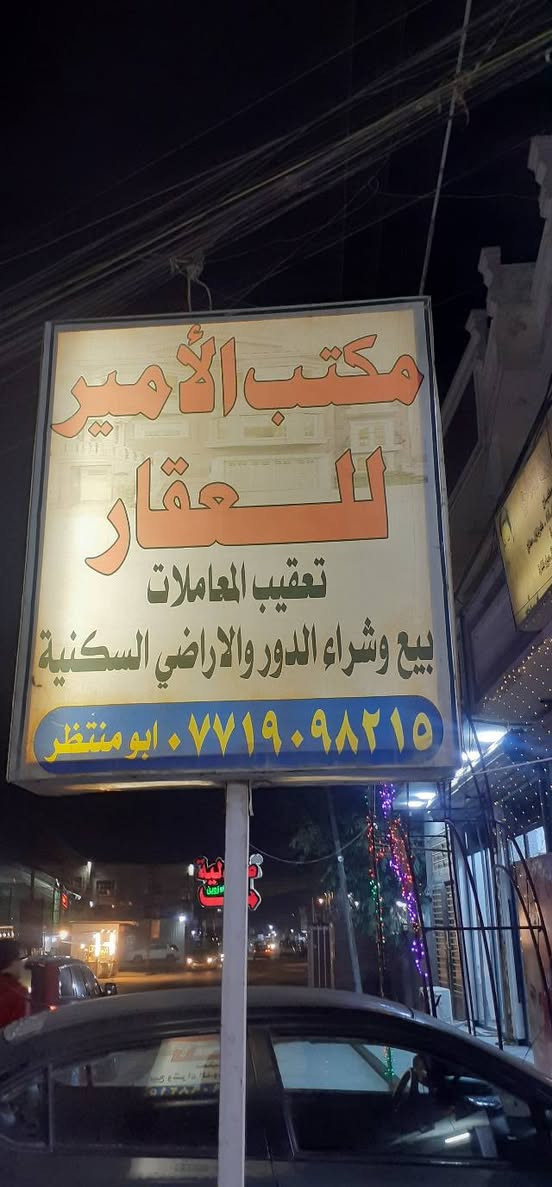 مكتب الأمير
للعقار
تعقيب المعاملات
بيع وشراء الدور والاراضي السكنية
٠٧٧١٩٠٩٨٢١٥ ابو منتظر